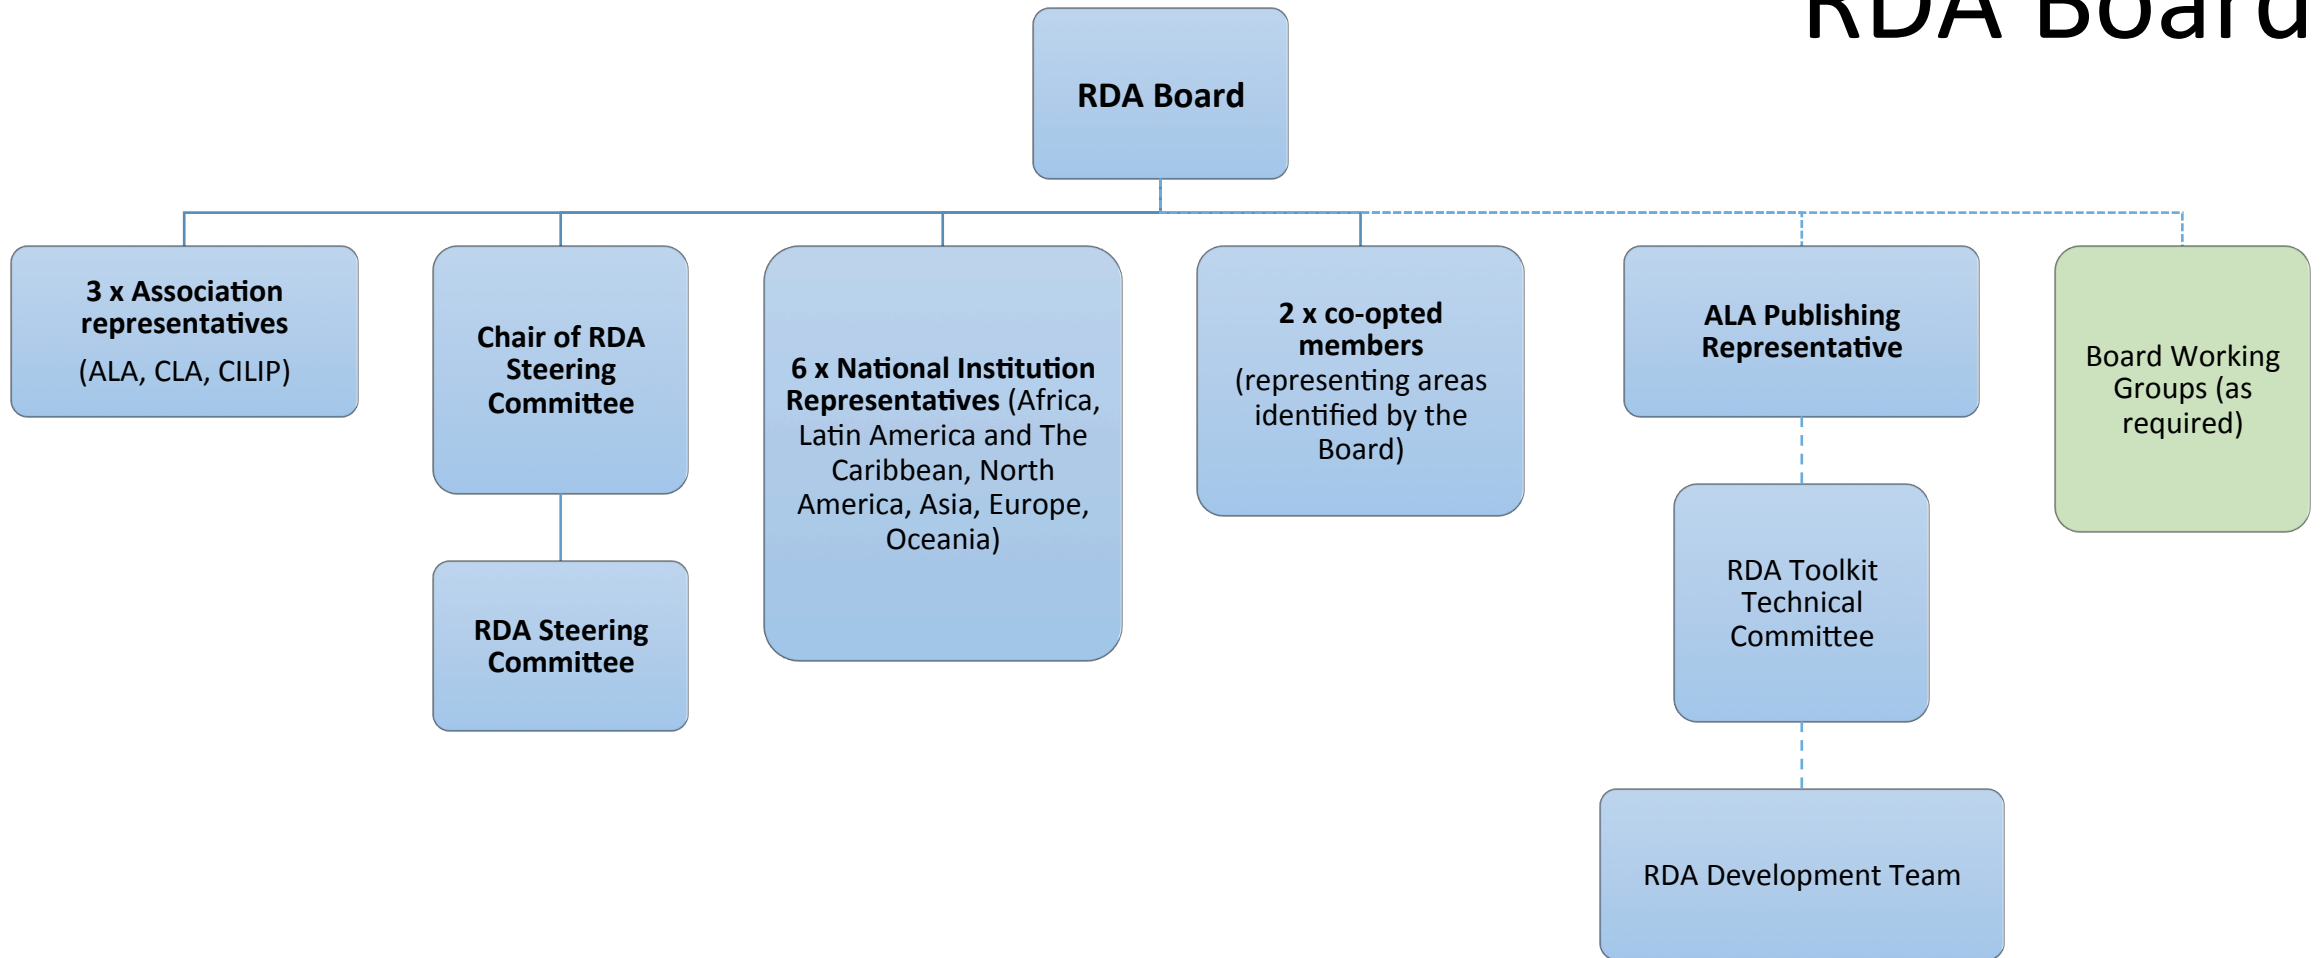 RDA Board
RDA Board
3 x Association
representatives
(ALA, CLA, CILIP)
Chair of RDA
Steering
Committee
RDA Steering
Committee
6 x National Institution
Representatives (Africa,
Latin America and The
Caribbean, North
America, Asia, Europe,
Oceania)
2 x co-opted
members
(representing areas
identified by the
Board)
ALA Publishing
Representative
RDA Toolkit
Technical
Committee
RDA Development Team
Board Working
Groups (as
required)